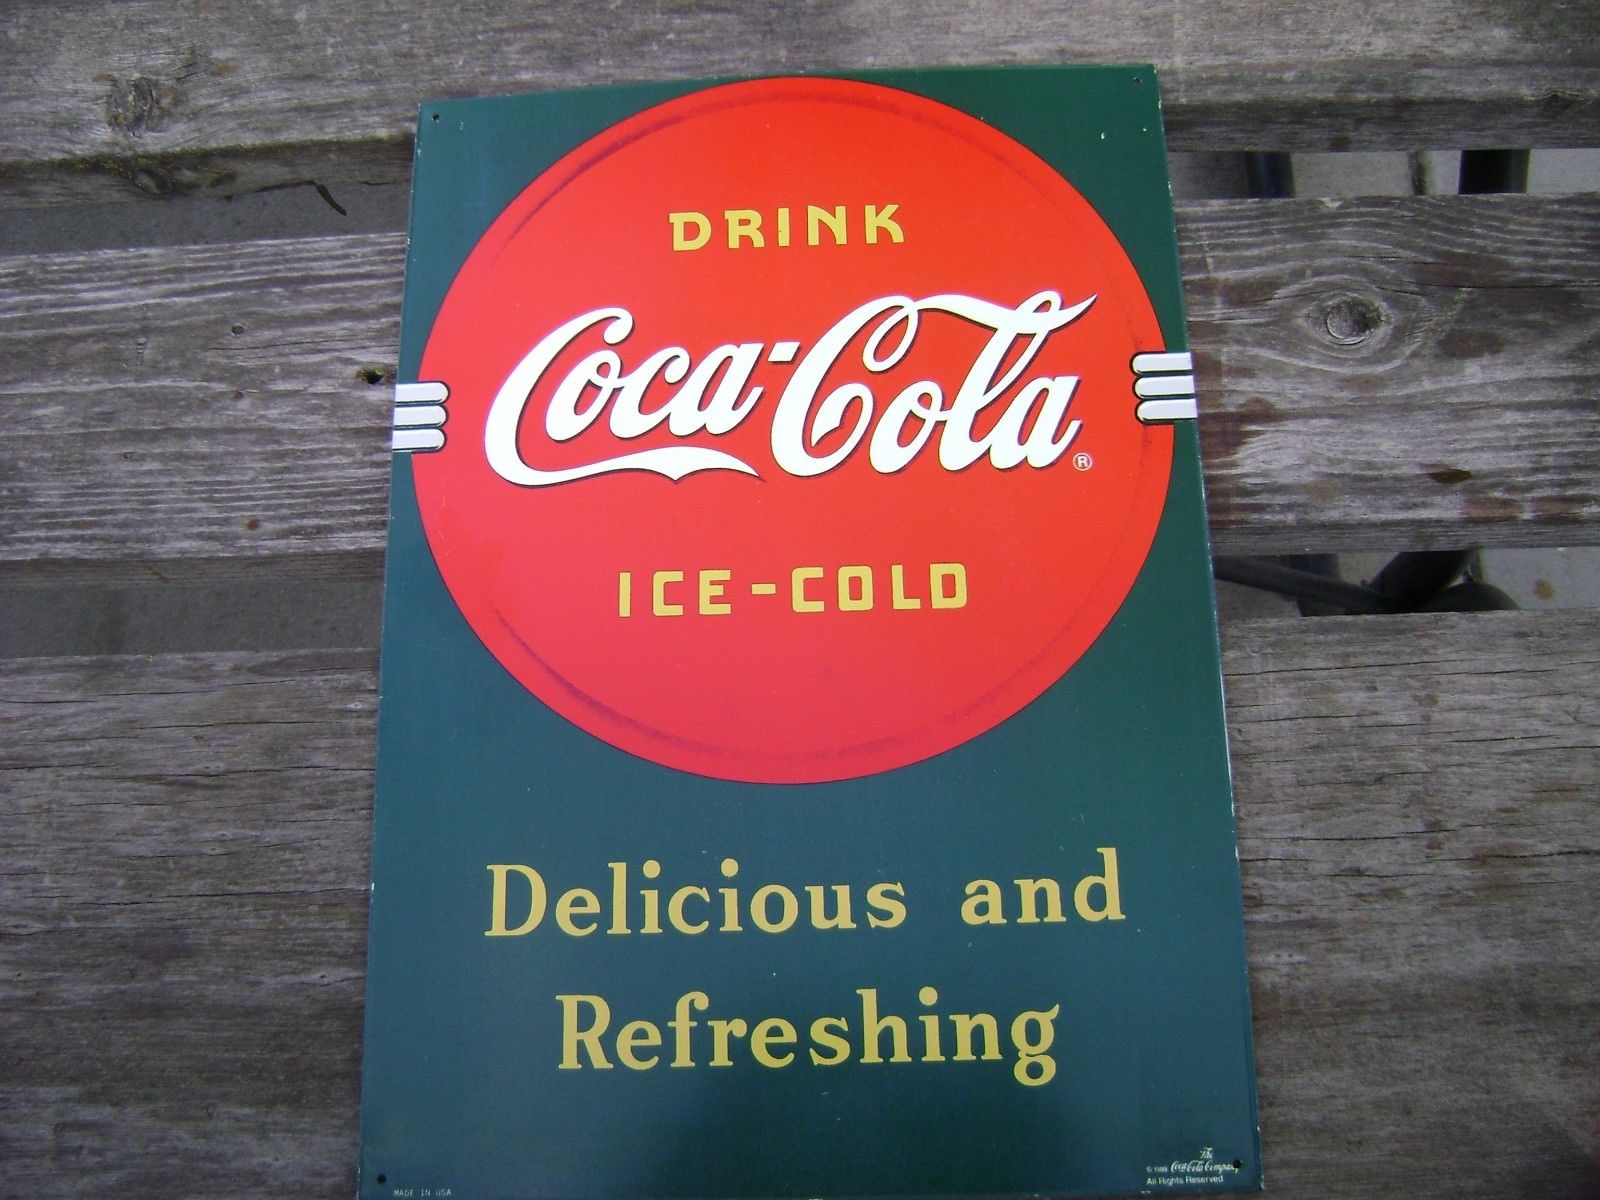 DRINK
Coca-Cola ®
ICE-COLD
Delicious and
Refreshing
The
Coca-Cola Company
All Rights Reserved
MADE IN USA